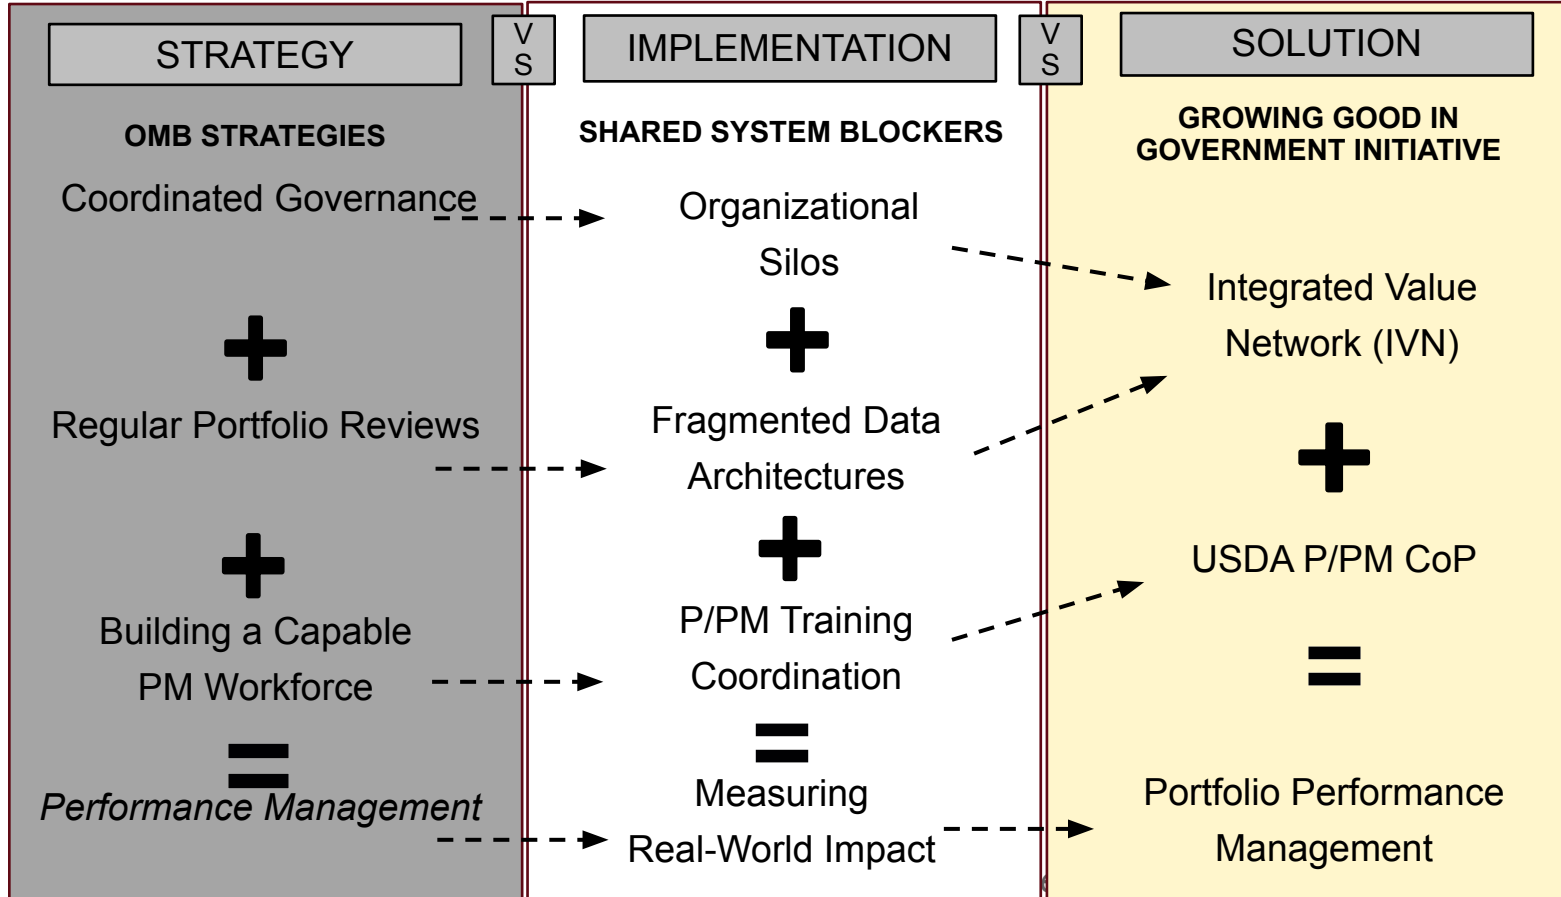 STRATEGY
V
S
IMPLEMENTATION
V
S
SOLUTION
OMB STRATEGIES
Coordinated Governance
Regular Portfolio Reviews
Building a Capable
PM Workforce
Performance Management
SHARED SYSTEM BLOCKERS
Organizational
Silos
Fragmented Data
Architectures
P/PM Training
Coordination
Measuring
Real-World Impact
GROWING GOOD IN
GOVERNMENT INITIATIVE
Integrated Value
Network (IVN)
USDA P/PM CoP
Portfolio Performance
Management